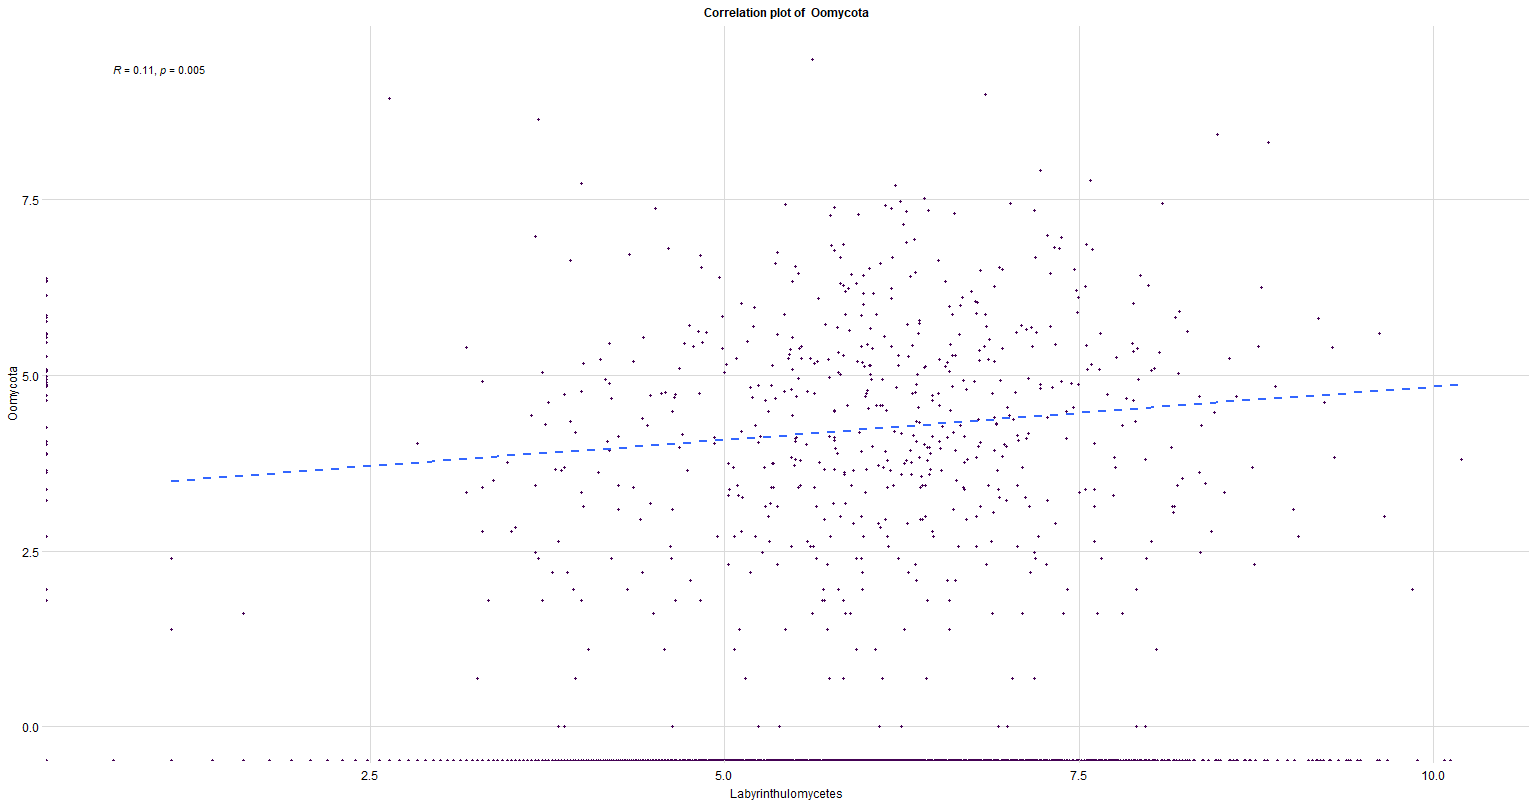 Correlation plot of Oomycota
R = 0.11, p = 0.005
7.5
5.0
2.5
0.0
Oomycota
2.5
5.0
7.5
10.0
Labyrinthulomycetes